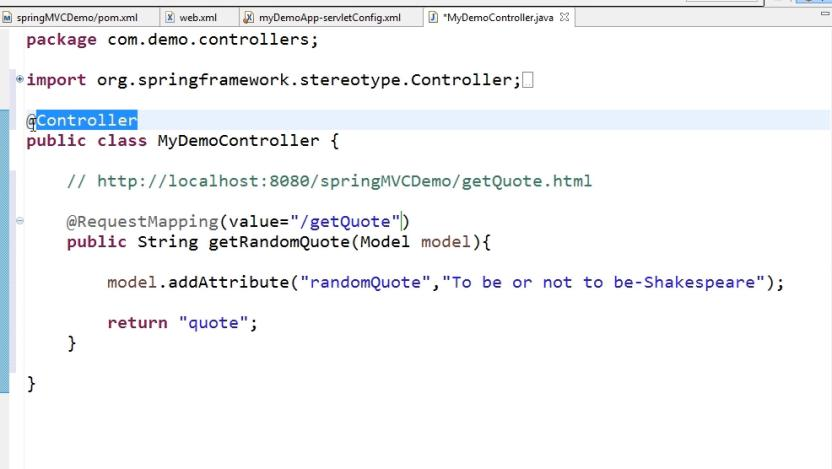 springMVCDemo/pom.xml web.xml myDemoApp-servletConfig.xml *MyDemoController.java
package com.demo.controllers;
import org.springframework.stereotype.Controller;
@Controller
public class MyDemoController {
// http://localhost:8080/springMVCDemo/getQuote.html
@RequestMapping(value="/getQuote")
public String getRandomQuote(Model model){
model.addAttribute("randomQuote","To be or not to be-Shakespeare");
return "quote";
}
}